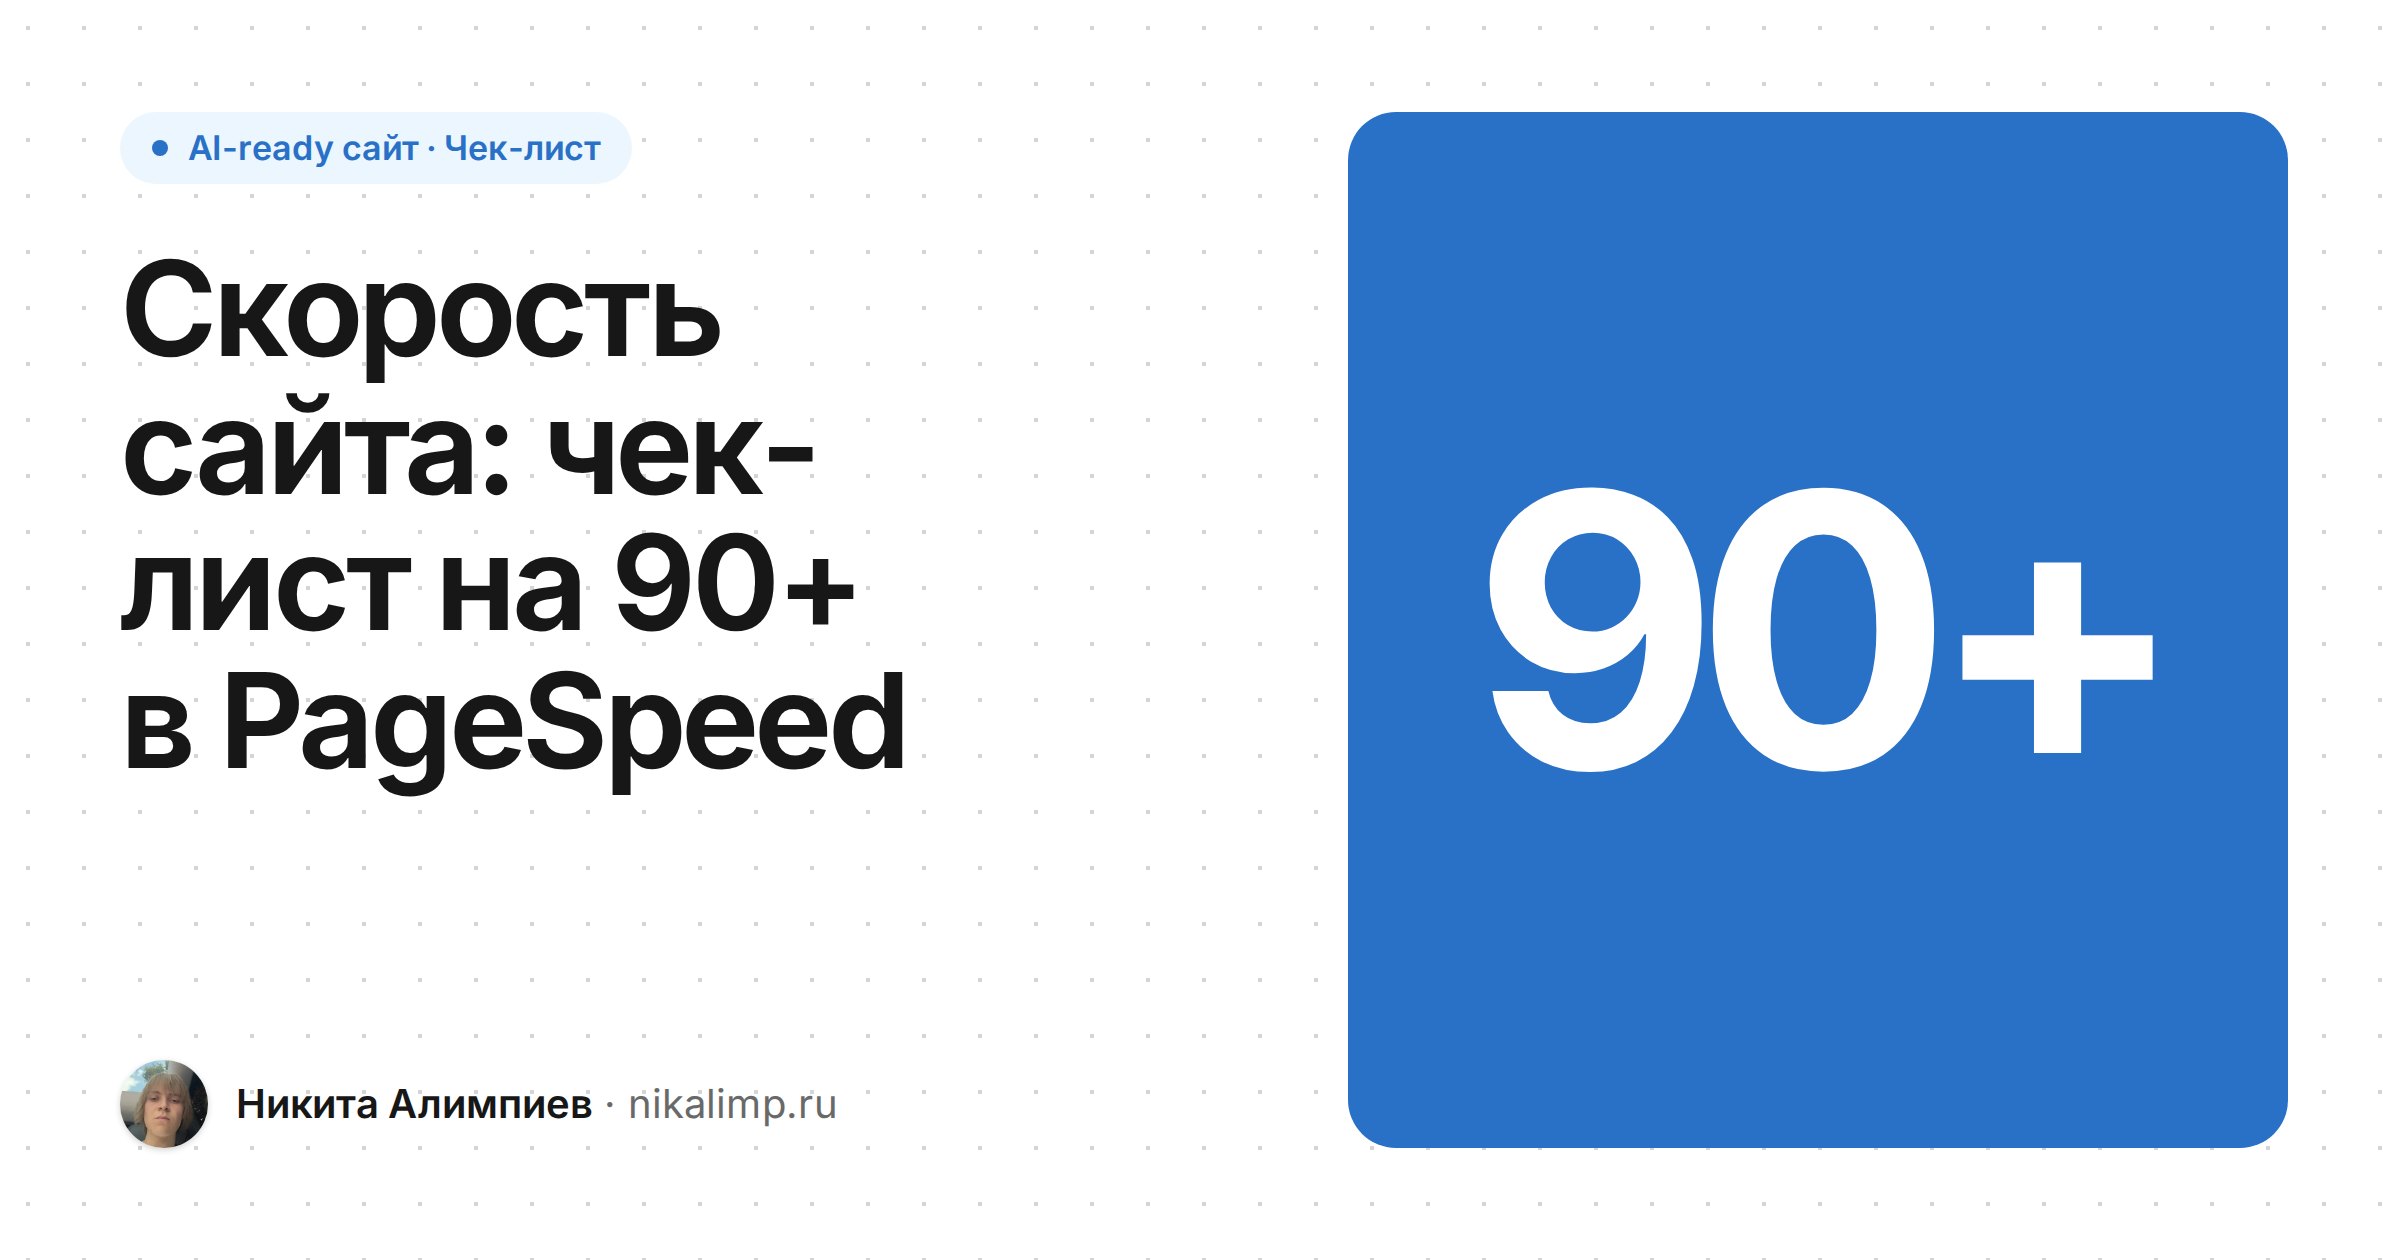 AI-ready сайт · Чек-лист
Скорость
сайта: чек-
лист на 90+
в PageSpeed
90+
Никита Алимпиев · nikalimp.ru